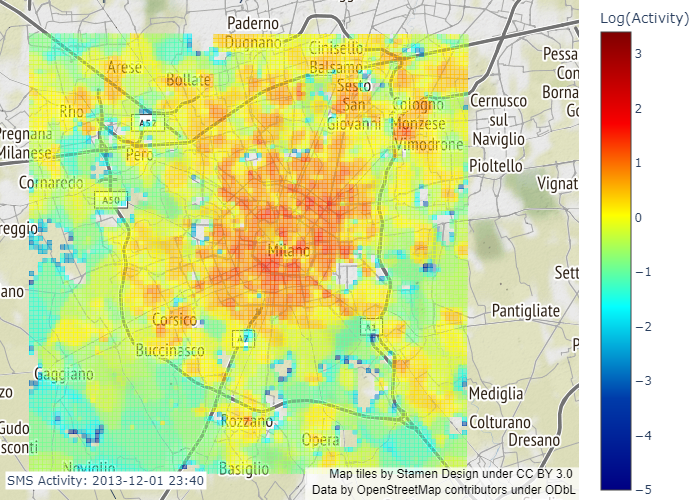 Paderno
Dugnano
Cinisello
Balsamo
Arese
Bollate
Sesto
San
Giovanni
Pessa
Con
Borna
Go
Rho
A52
Cologno
Monzese
Cernusco
sul
Naviglio
Pregnana
Milanese
Pero
Vimodrone
Pioltello
Cornaredo
Vignat
A50
reggio
Milano
Sett
ano
Corsico
Pantigliate
A7
A1
Buccinasco
P
Gaggiano
zo
Mediglia
Rozzano
Colturano
Gudo
sconti
Opera
Dresano
Noviglio
Basiglio
SMS Activity: 2013-12-01 23:40
Map tiles by Stamen Design under CC BY 3.0
Data by OpenStreetMap contributors under ODbL
Log(Activity)
3
2
1
0
−1
−2
−3
−4
−5